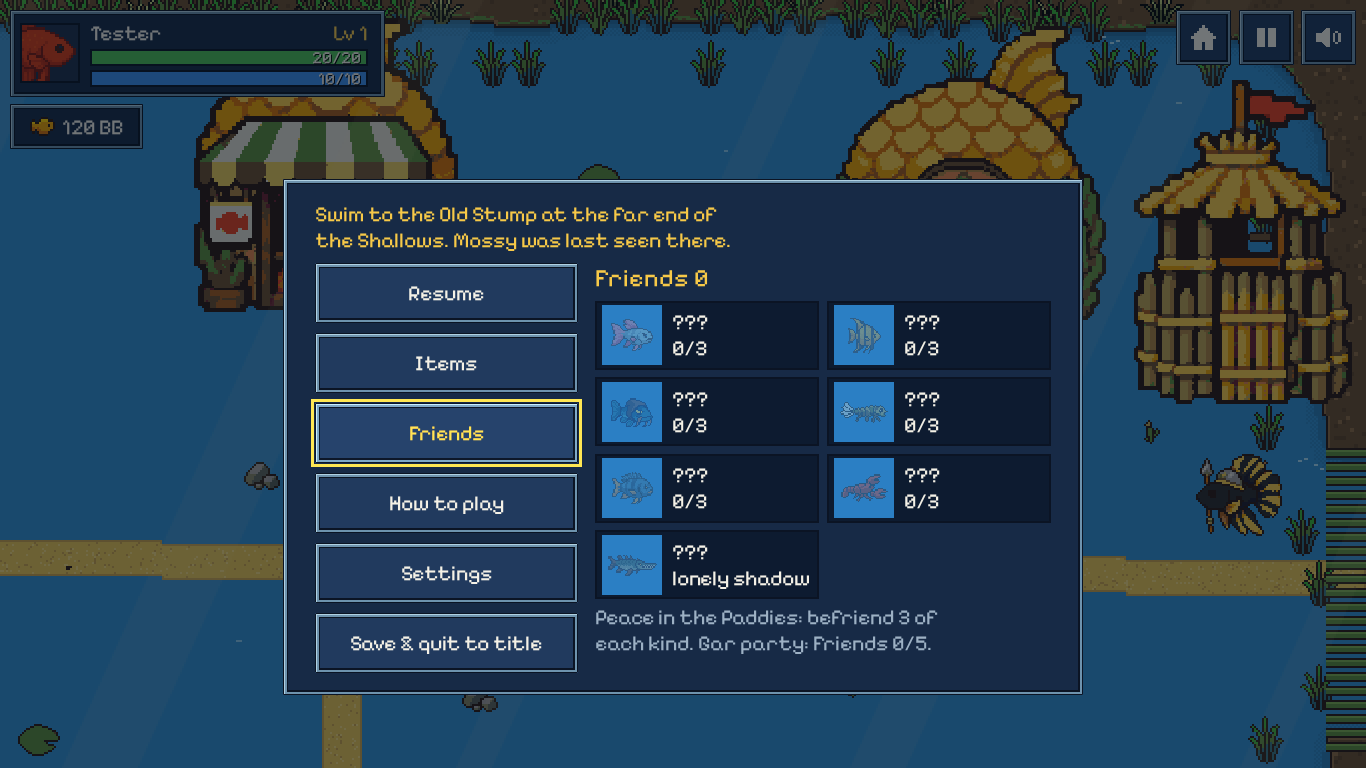 Tester
Lv 1
20/20
10/10
120 BB
Swim to the Old Stump at the far end of
the Shallows. Mossy was last seen there.
Resume
Items
Friends
How to play
Settings
Save & quit to title
Friends 0
???
0/3
???
0/3
???
0/3
???
0/3
???
0/3
???
0/3
???
lonely shadow
Peace in the Paddies: befriend 3 of
each kind. Gar party: Friends 0/5.